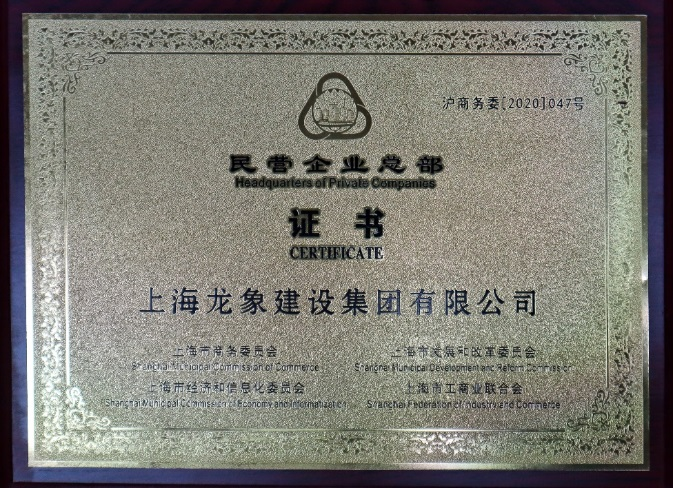 沪商务委[2020]047号
民营企业总部
Headquarters of Private Companies
证书
CERTIFICATE
上海龙象建设集团有限公司
上海市商务委员会
Shanghai Municipal Commission of Commerce
上海市发展和改革委员会
Shanghai Municipal Development and Reform Commission
上海市经济和信息化委员会
Shanghai Municipal Commission of Economy and Informatization
上海市工商业联合会
Shanghai Federation of Industry and Commerce